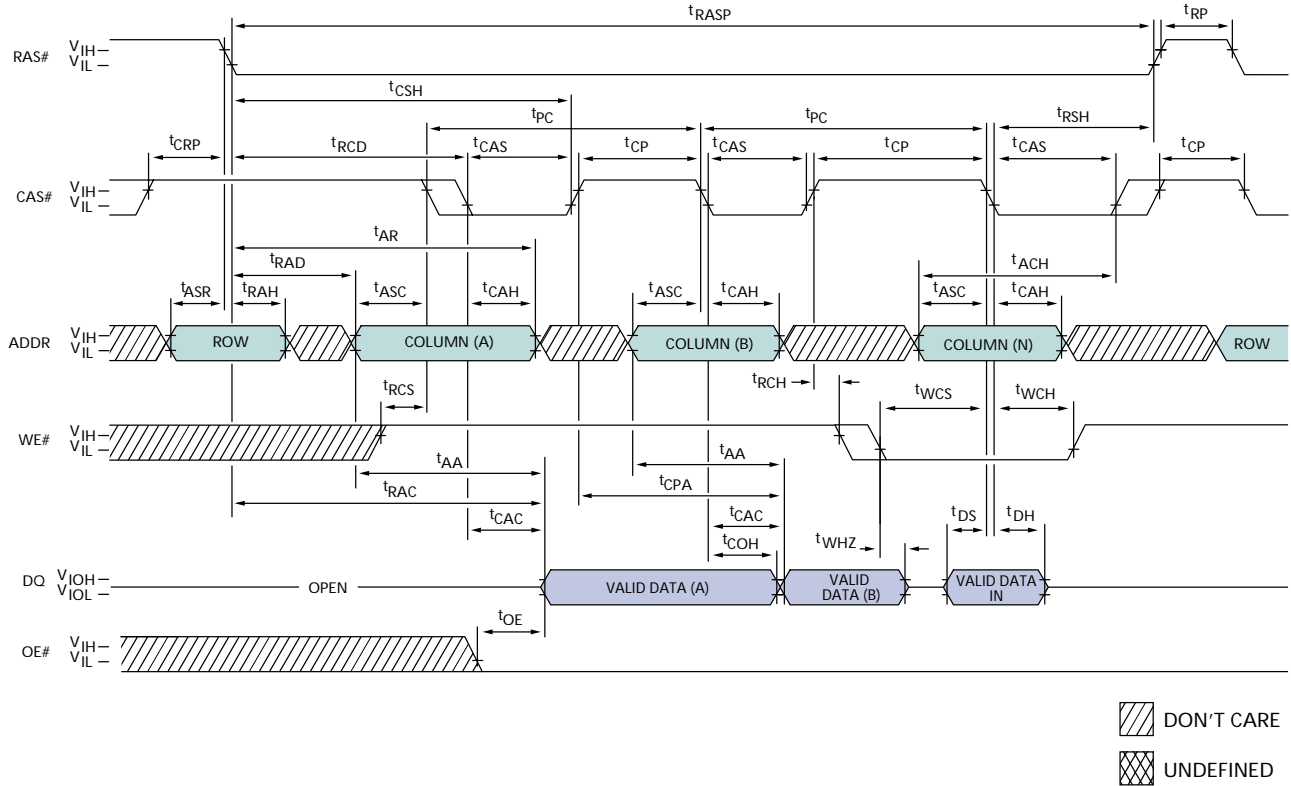 tRASP tRP
RAS# VIH
VIL
tCSH
tPC tPC tRSH
tCRP tRCD tCAS tCP tCAS tCP tCAS tCP
CAS# VIH
VIL
tAR
tRAD tACH
tASR tRAH tASC tCAH tASC tCAH tASC tCAH
ADDR VIH
VIL
ROW COLUMN (A) COLUMN (B) COLUMN (N) ROW
tRCS tRCH tWCS tWCH
WE# VIH
VIL
tAA tAA
tRAC tCPA
tCAC tCAC tDS tDH
tCOH tWHZ
DQ VIOH
VIOL
OPEN VALID DATA (A) VALID
DATA (B) VALID DATA
IN
tOE
OE# VIH
VIL
DON'T CARE
UNDEFINED